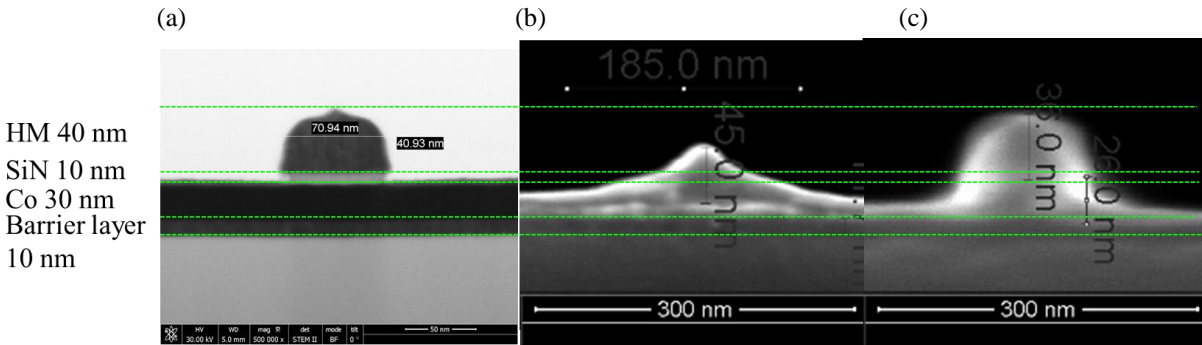 (a)
(b)
(c)
HM 40 nm
SiN 10 nm
Co 30 nm
Barrier layer
10 nm
70.94 nm
40.93 nm
HV WD mag det mode tilt
30.00 kV 5.0 mm 500 000 x STEM II BF 0°
50 nm
185.0 nm
45.0 nm
300 nm
36.0 nm
26.0 nm
300 nm